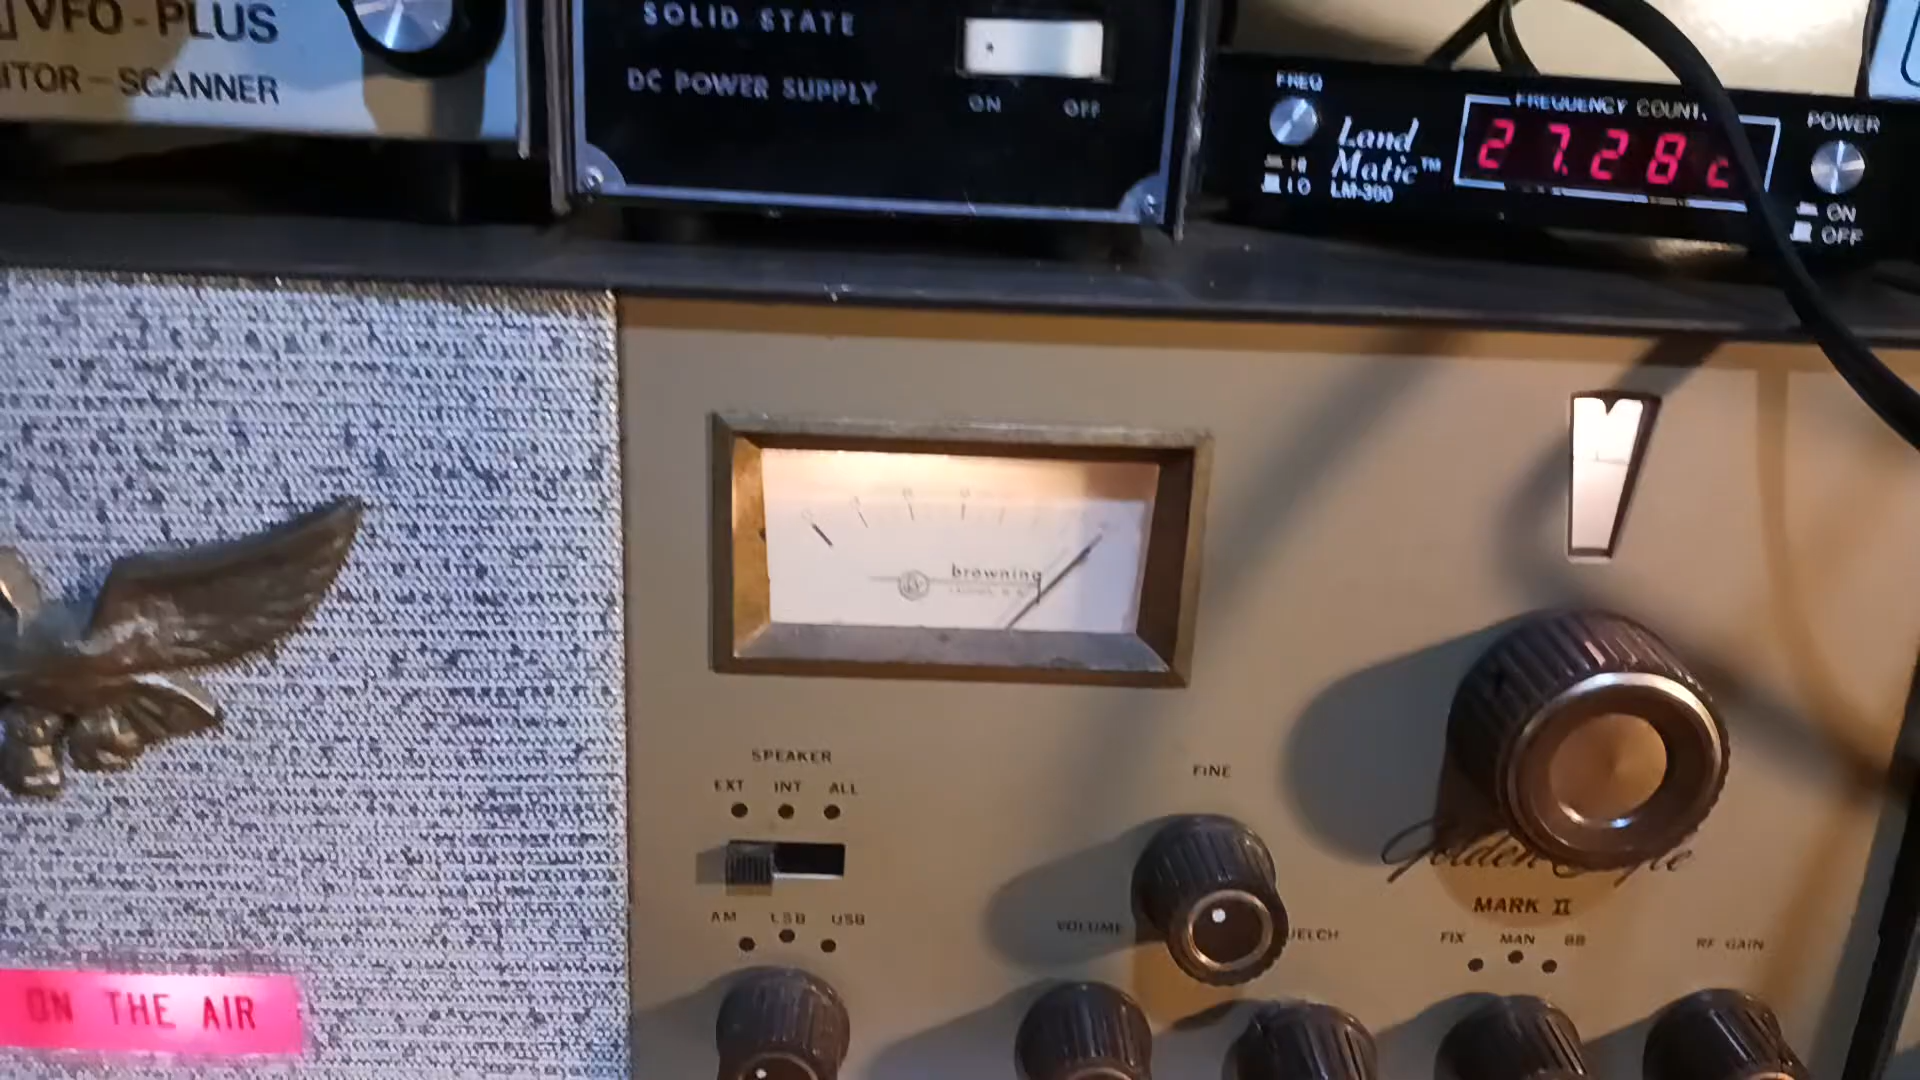 VFO-PLUS
ITOR-SCANNER
SOLID STATE
DC POWER SUPPLY
ON OFF
FREQ
Land
Matic™
LM-300
FREQUENCY COUNT
27.28
POWER
ON
OFF
browning
SPEAKER
EXT INT ALL
FINE
AM LSB USB
VOLUME
UELCH
Golden Eagle
MARK II
FIX MAN BB
RF GAIN
ON THE AIR